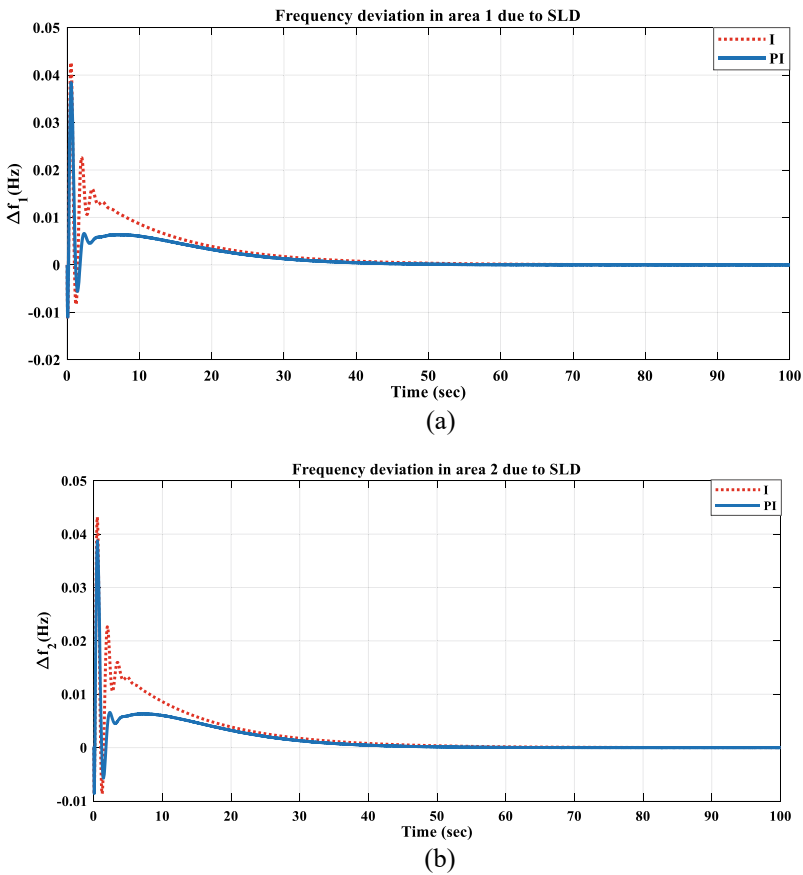 Frequency deviation in area 1 due to SLD
0.05
0.04
0.03
0.02
0.01
0
-0.01
-0.02
Δf1(Hz)
I
PI
0 10 20 30 40 50 60 70 80 90 100
Time (sec)
(a)
Frequency deviation in area 2 due to SLD
0.05
0.04
0.03
0.02
0.01
0
-0.01
Δf2(Hz)
I
PI
0 10 20 30 40 50 60 70 80 90 100
Time (sec)
(b)